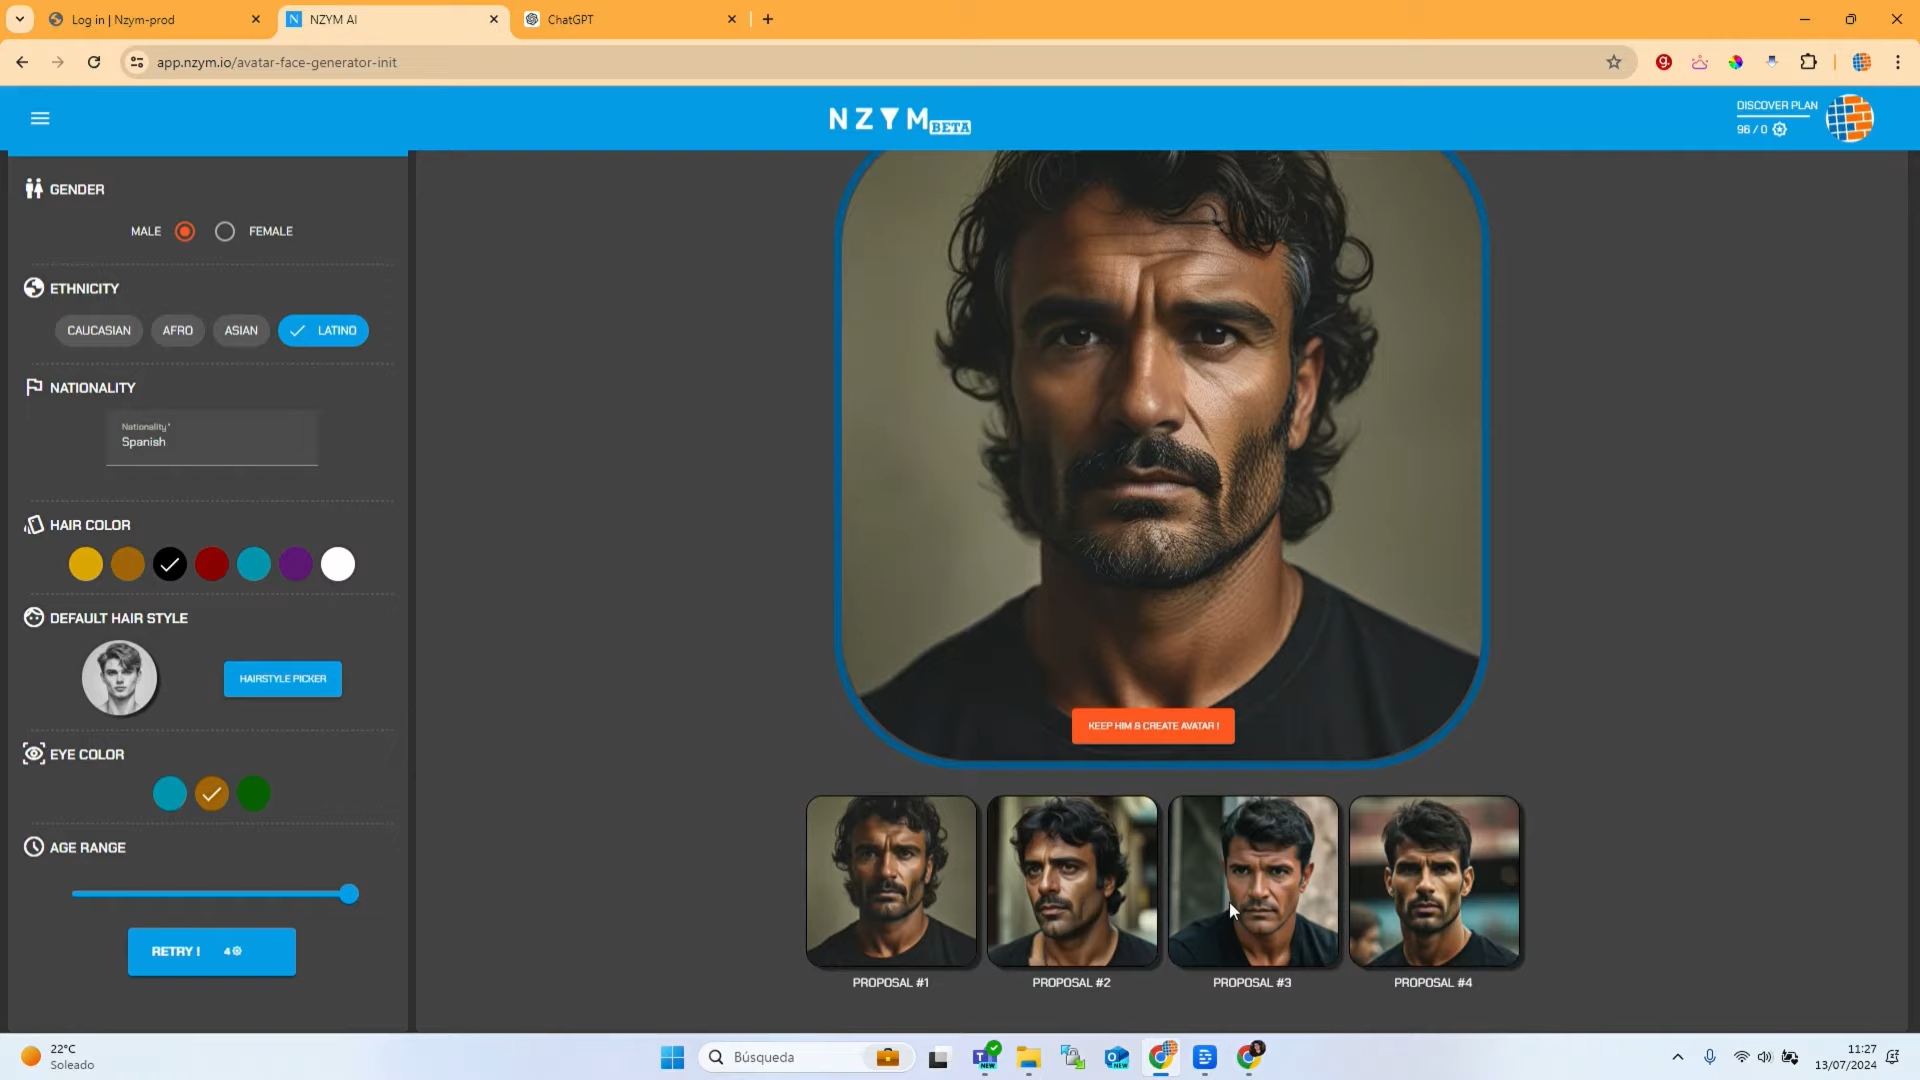 Log in | Nzym-prod
NZYM AI
ChatGPT
app.nzym.io/avatar-face-generator-init
NZYM BETA
DISCOVER PLAN
96 / 0
GENDER
MALE
FEMALE
ETHNICITY
CAUCASIAN
AFRO
ASIAN
LATINO
NATIONALITY
Nationality*
Spanish
HAIR COLOR
DEFAULT HAIR STYLE
HAIRSTYLE PICKER
EYE COLOR
AGE RANGE
RETRY ! 4
KEEP HIM & CREATE AVATAR !
PROPOSAL #1
PROPOSAL #2
PROPOSAL #3
PROPOSAL #4
22°C
Soleado
Búsqueda
NEW
NEW
11:27
13/07/2024